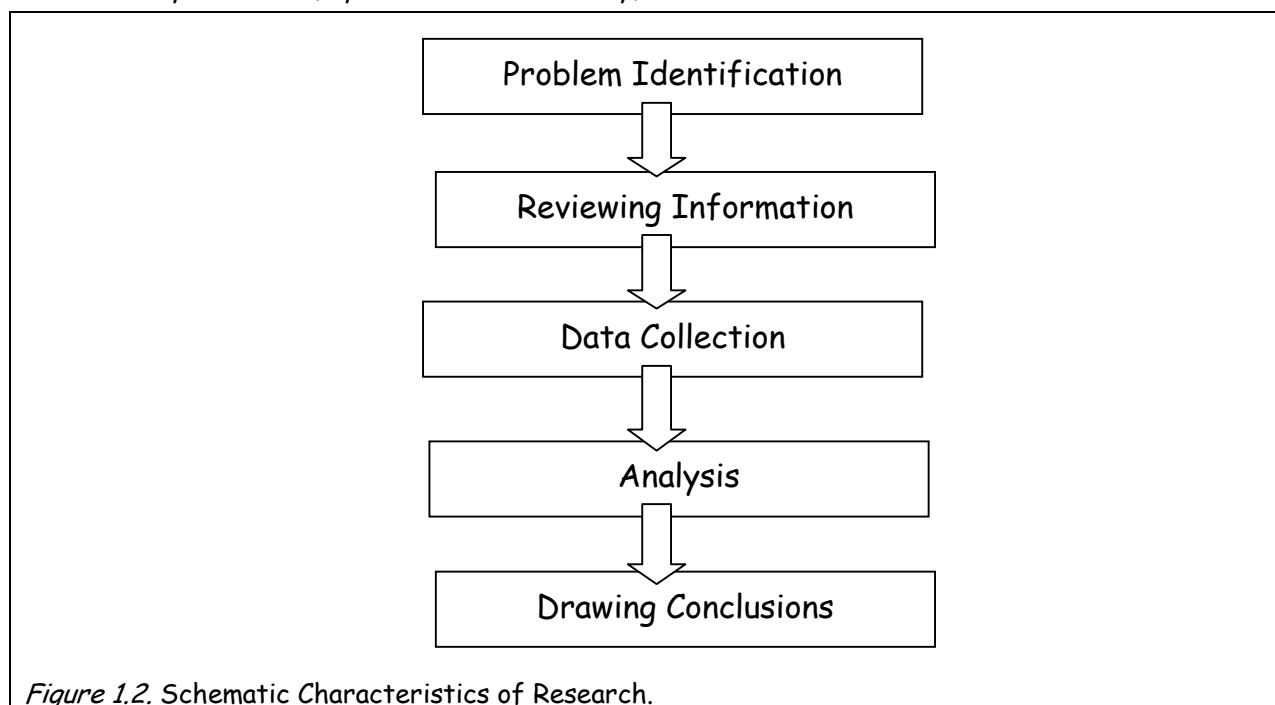 Problem Identification
Reviewing Information
Data Collection
Analysis
Drawing Conclusions
Figure 1.2. Schematic Characteristics of Research.